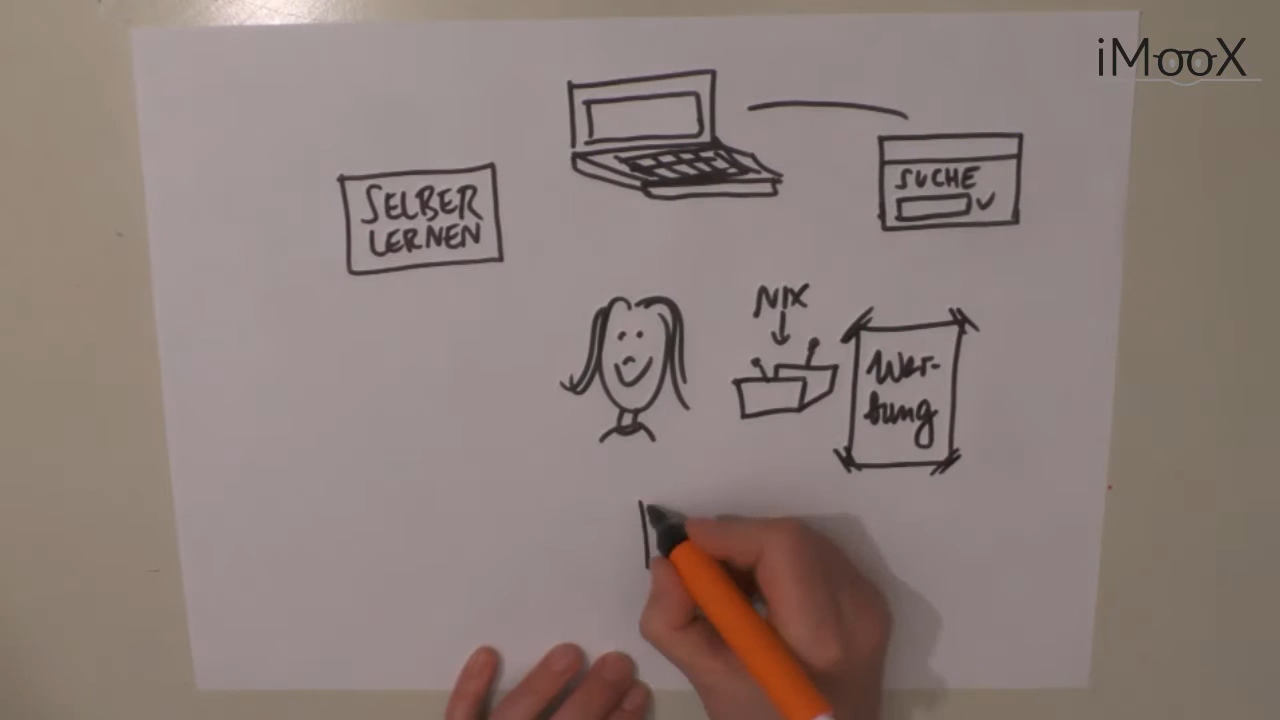 iMooX
SELBER
LERNEN
SUCHE
NIX
Wer-
bung